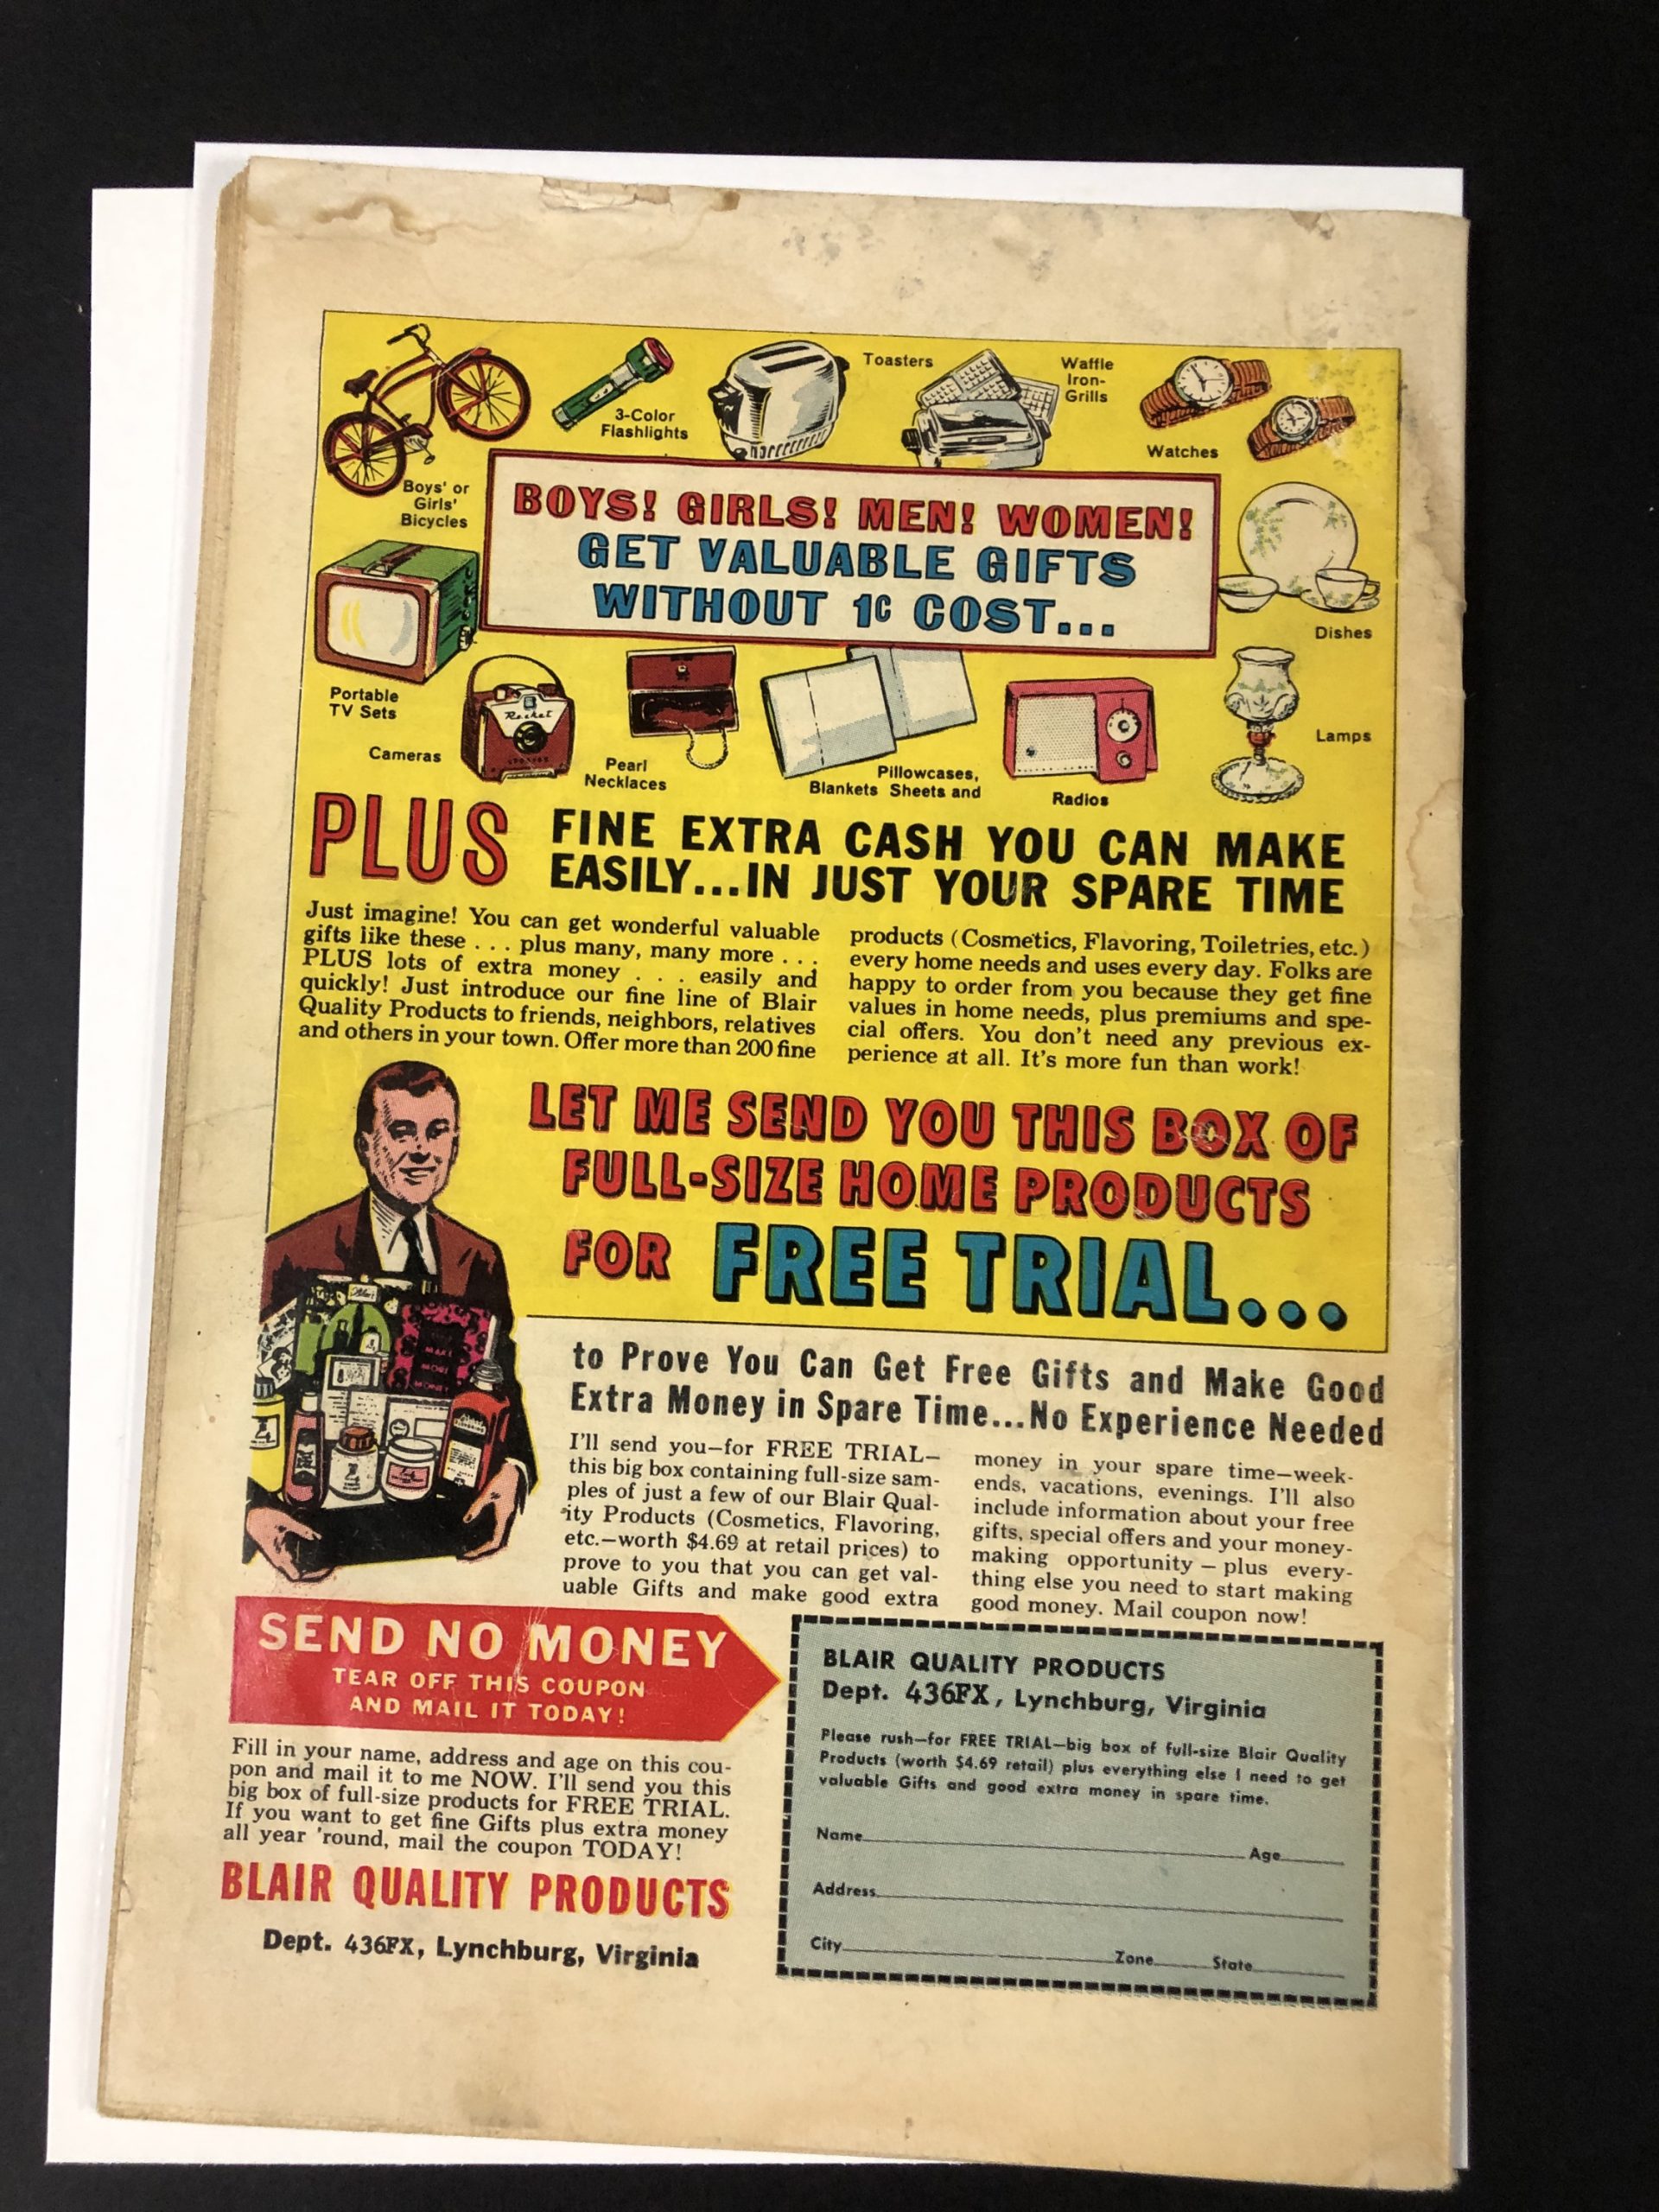 Toasters
Waffle
Iron-
Grills
3-Color
Flashlights
Watches
Boys' or
Girls'
Bicycles
BOYS! GIRLS! MEN! WOMEN!
GET VALUABLE GIFTS
WITHOUT 1¢ COST...
Dishes
Portable
TV Sets
Rocket
Cameras
Pearl
Necklaces
Pillowcases,
Blankets Sheets and
Radios
Lamps
PLUS
FINE EXTRA CASH YOU CAN MAKE
EASILY...IN JUST YOUR SPARE TIME
Just imagine! You can get wonderful valuable
gifts like these . . . plus many, many more . . .
PLUS lots of extra money . . . easily and
quickly! Just introduce our fine line of Blair
Quality Products to friends, neighbors, relatives
and others in your town. Offer more than 200 fine
products (Cosmetics, Flavoring, Toiletries, etc.)
every home needs and uses every day. Folks are
happy to order from you because they get fine
values in home needs, plus premiums and spe-
cial offers. You don't need any previous ex-
perience at all. It's more fun than work!
LET ME SEND YOU THIS BOX OF
FULL-SIZE HOME PRODUCTS
FOR FREE TRIAL...
MAKE
MORE
MONEY
to Prove You Can Get Free Gifts and Make Good
Extra Money in Spare Time...No Experience Needed
I'll send you—for FREE TRIAL—
this big box containing full-size sam-
ples of just a few of our Blair Qual-
ity Products (Cosmetics, Flavoring,
etc.—worth $4.69 at retail prices) to
prove to you that you can get val-
uable Gifts and make good extra
money in your spare time—week-
ends, vacations, evenings. I'll also
include information about your free
gifts, special offers and your money-
making opportunity — plus every-
thing else you need to start making
good money. Mail coupon now!
SEND NO MONEY
TEAR OFF THIS COUPON
AND MAIL IT TODAY!
Fill in your name, address and age on this cou-
pon and mail it to me NOW. I'll send you this
big box of full-size products for FREE TRIAL.
If you want to get fine Gifts plus extra money
all year 'round, mail the coupon TODAY!
BLAIR QUALITY PRODUCTS
Dept. 436FX, Lynchburg, Virginia
BLAIR QUALITY PRODUCTS
Dept. 436FX, Lynchburg, Virginia
Please rush—for FREE TRIAL—big box of full-size Blair Quality
Products (worth $4.69 retail) plus everything else I need to get
valuable Gifts and good extra money in spare time.
Name Age
Address
City Zone State